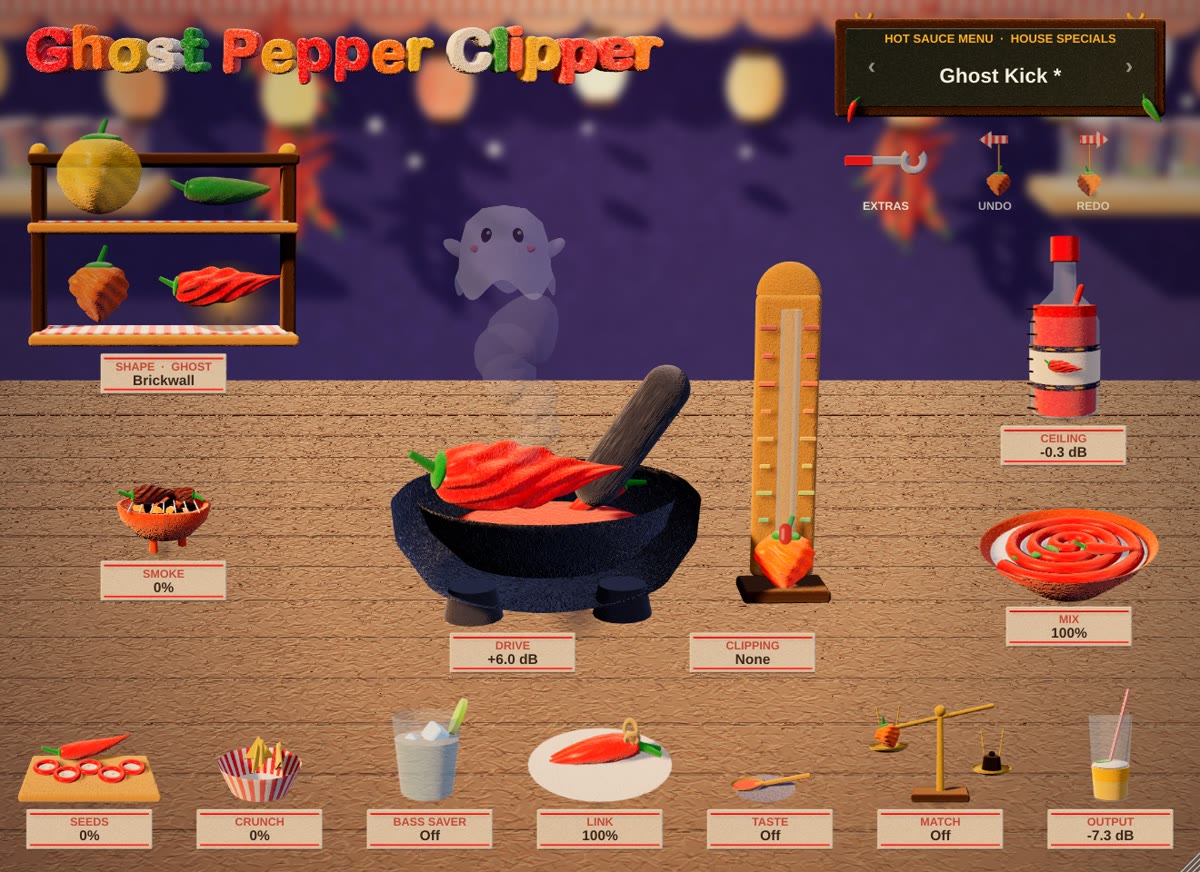 Ghost Pepper Clipper
HOT SAUCE MENU · HOUSE SPECIALS
‹ Ghost Kick * ›
EXTRAS
UNDO
REDO
SHAPE · GHOST
Brickwall
CEILING
-0.3 dB
SMOKE
0%
MIX
100%
DRIVE
+6.0 dB
CLIPPING
None
SEEDS
0%
CRUNCH
0%
BASS SAVER
Off
LINK
100%
TASTE
Off
MATCH
Off
OUTPUT
-7.3 dB